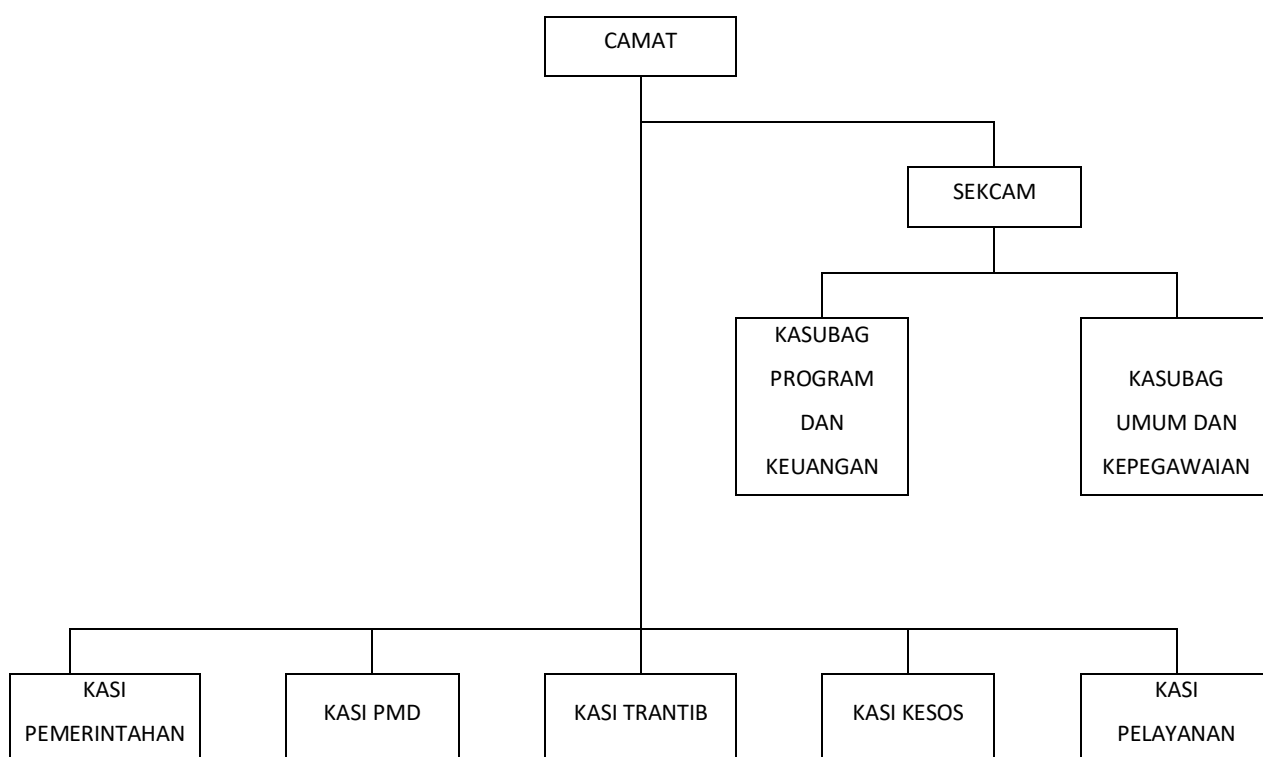 CAMAT
SEKCAM
KASUBAG
PROGRAM
DAN
KEUANGAN
KASUBAG
UMUM DAN
KEPEGAWAIAN
KASI
PEMERINTAHAN
KASI PMD
KASI TRANTIB
KASI KESOS
KASI
PELAYANAN